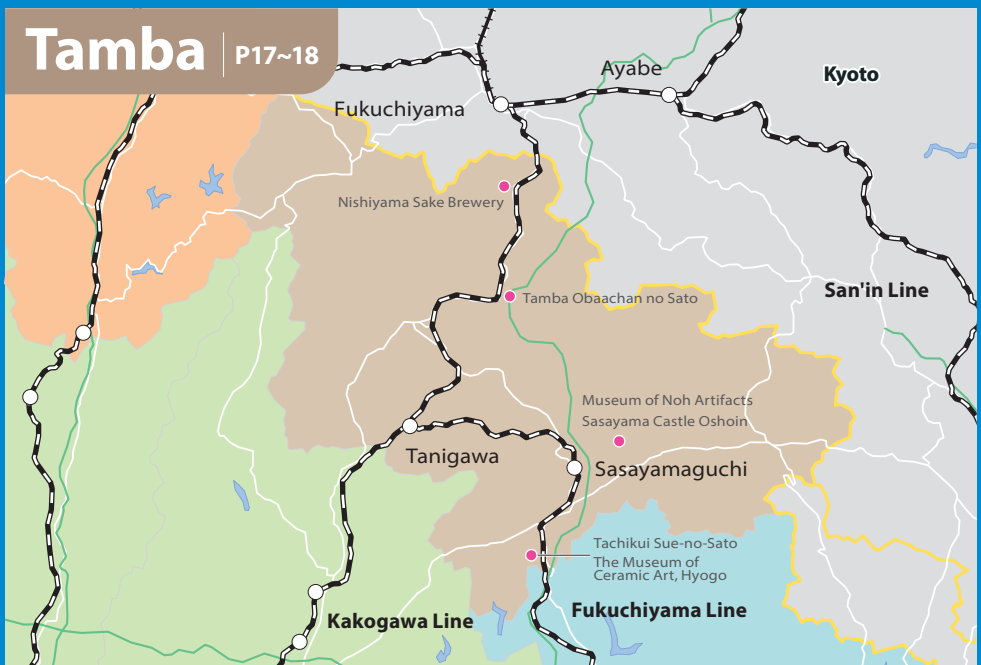 Tamba P17~18
Ayabe
Kyoto
Fukuchiyama
Nishiyama Sake Brewery
San'in Line
Tamba Obaachan no Sato
Museum of Noh Artifacts
Sasayama Castle Oshoin
Tanigawa
Sasayamaguchi
Tachikui Sue-no-Sato
The Museum of
Ceramic Art, Hyogo
Kakogawa Line
Fukuchiyama Line